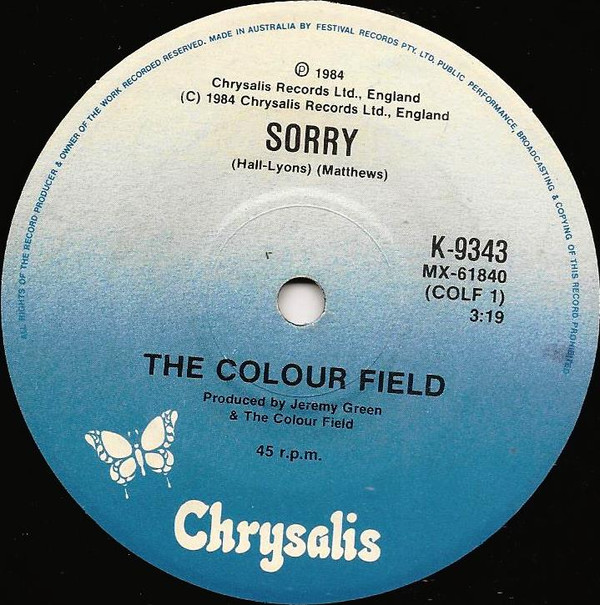 ALL RIGHTS OF THE RECORD PRODUCER & OWNER OF THE WORK RECORDED RESERVED. MADE IN AUSTRALIA BY FESTIVAL RECORDS PTY. LTD. PUBLIC PERFORMANCE, BROADCASTING & COPYING OF THIS RECORD PROHIBITED
℗ 1984
Chrysalis Records Ltd., England
(C) 1984 Chrysalis Records Ltd., England
SORRY
(Hall-Lyons) (Matthews)
K-9343
MX-61840
(COLF 1)
3:19
THE COLOUR FIELD
Produced by Jeremy Green
& The Colour Field
45 r.p.m.
Chrysalis